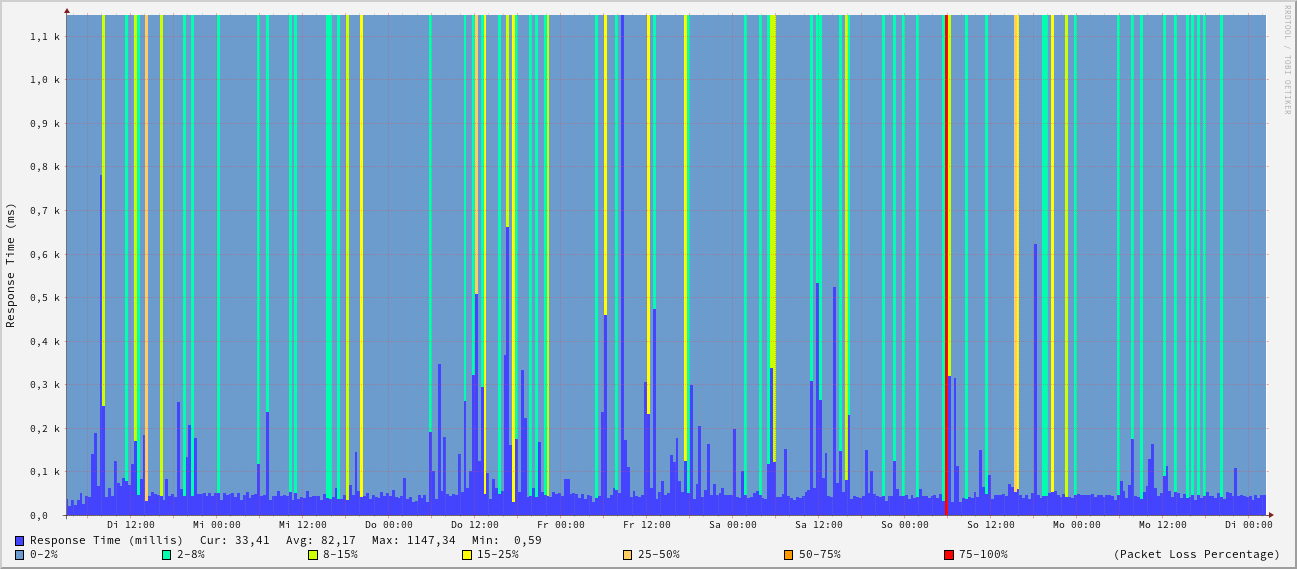 1,1 k
1,0 k
0,9 k
0,8 k
0,7 k
0,6 k
0,5 k
0,4 k
0,3 k
0,2 k
0,1 k
0,0
Response Time (ms)
RRDTOOL / TOBI OETIKER
Di 12:00 Mi 00:00 Mi 12:00 Do 00:00 Do 12:00 Fr 00:00 Fr 12:00 Sa 00:00 Sa 12:00 So 00:00 So 12:00 Mo 00:00 Mo 12:00 Di 00:00
Response Time (millis) Cur: 33,41 Avg: 82,17 Max: 1147,34 Min: 0,59
0-2% 2-8% 8-15% 15-25% 25-50% 50-75% 75-100% (Packet Loss Percentage)